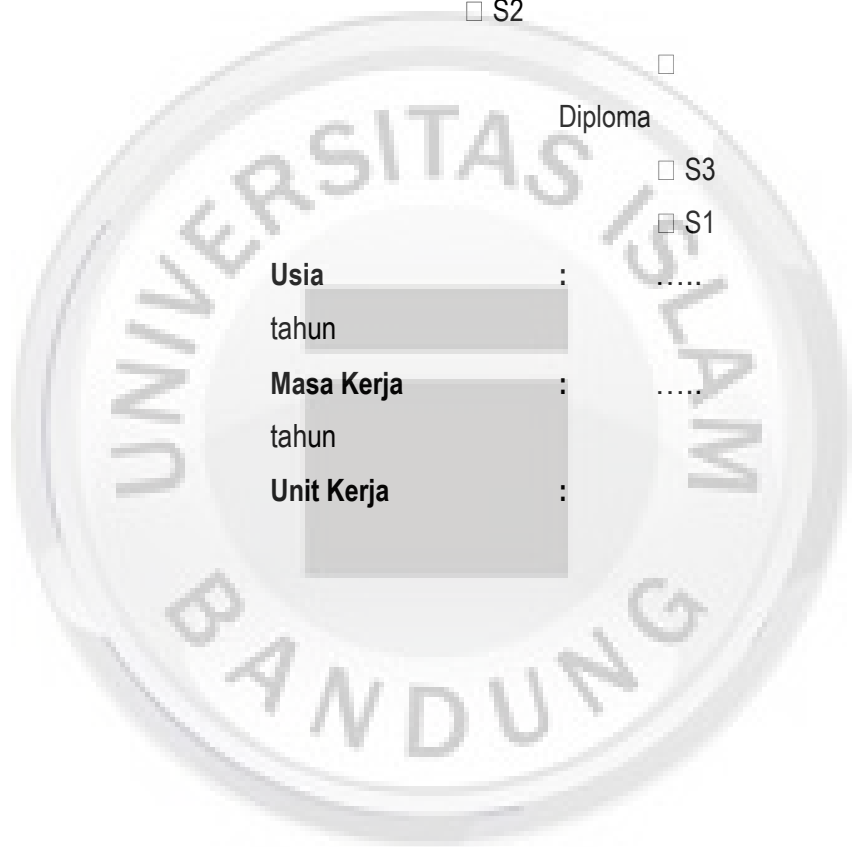 □ S2
□
Diploma
□ S3
□ S1
Usia : .....
tahun
Masa Kerja : .....
tahun
Unit Kerja :
UNIVERSITAS ISLAM
BANDUNG